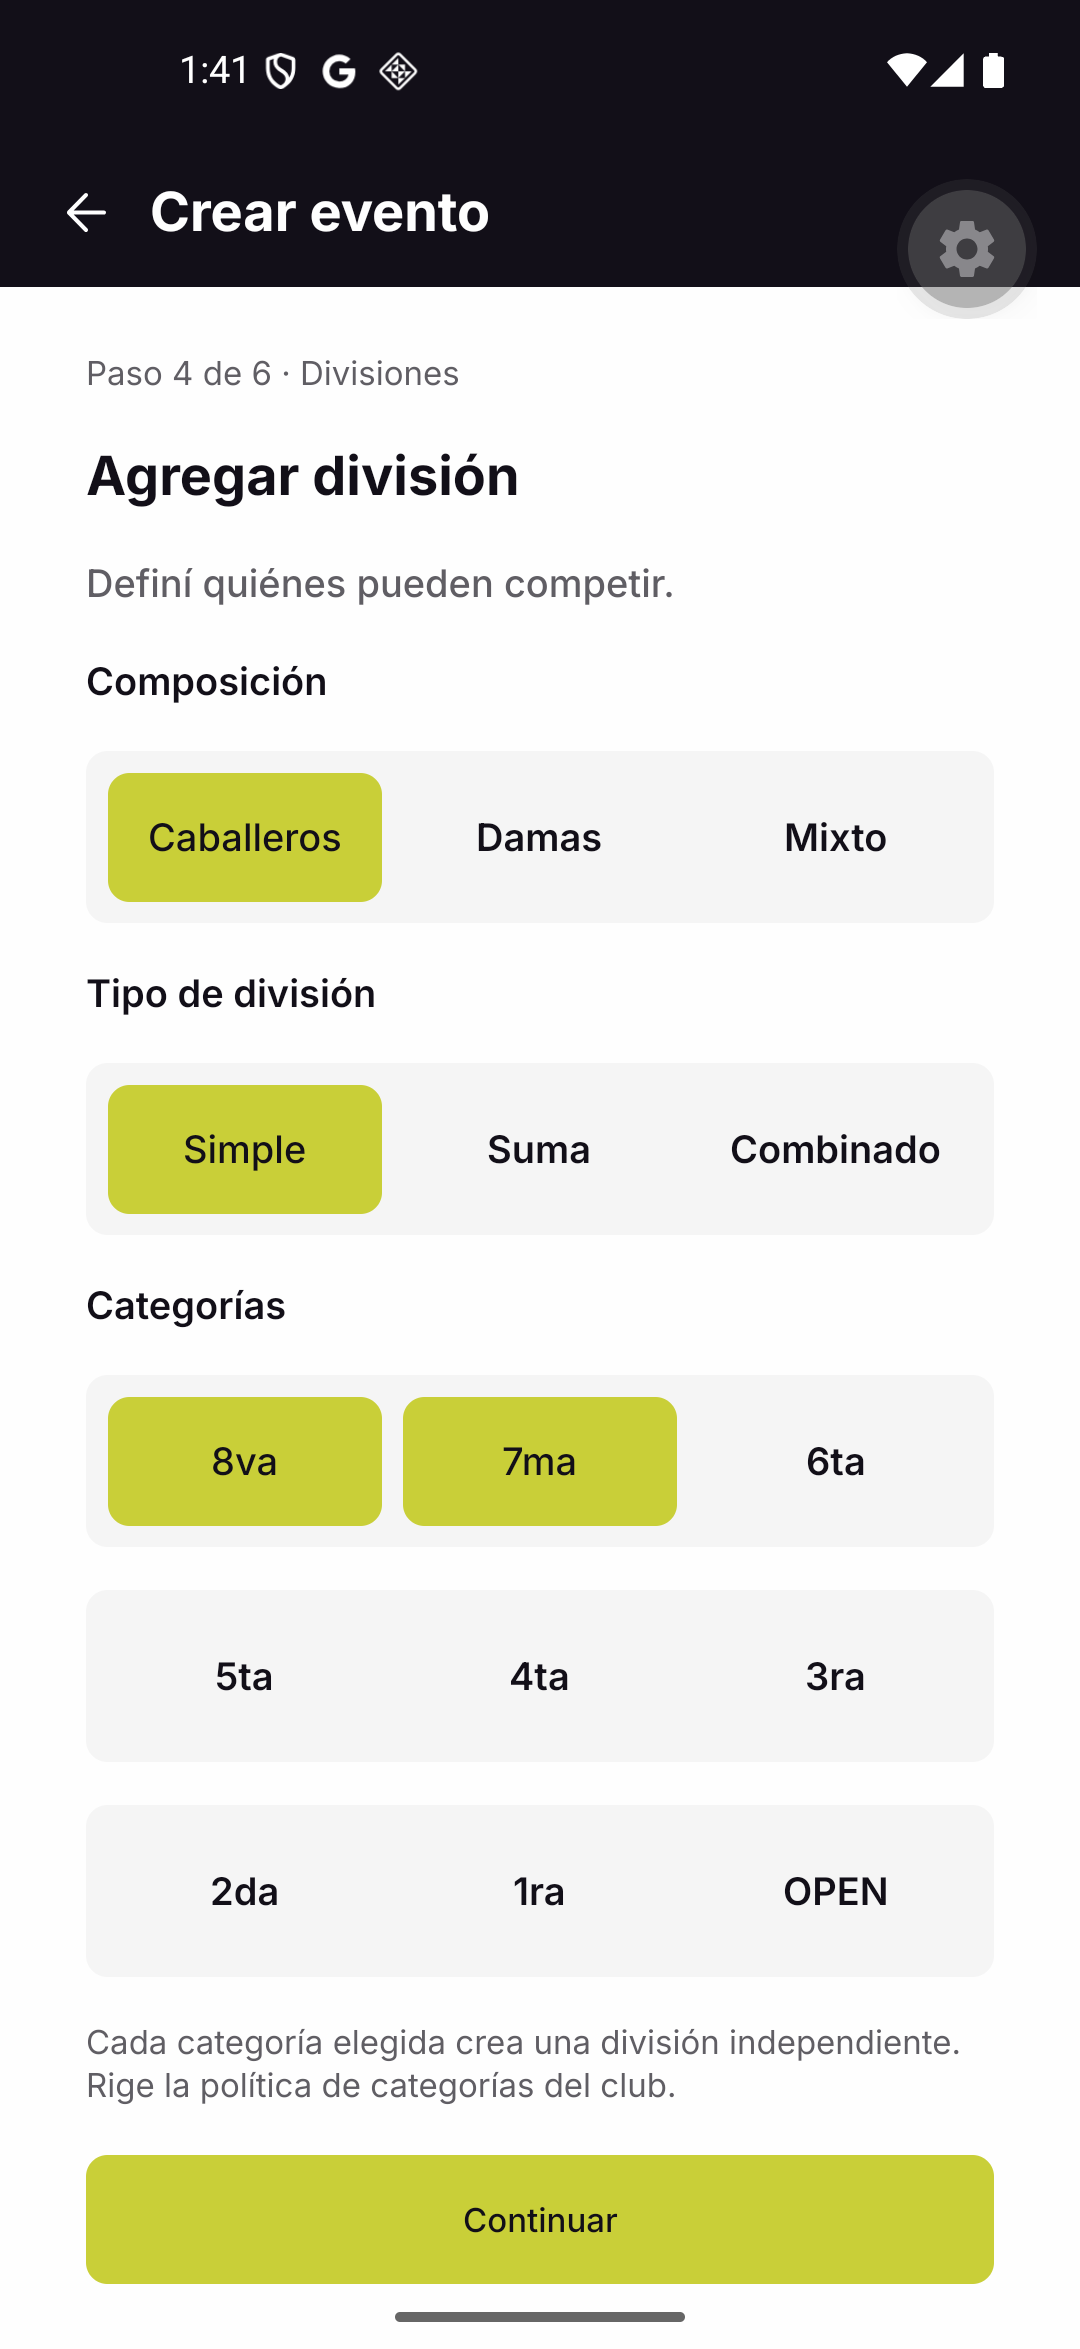 1:41
Crear evento
Paso 4 de 6 · Divisiones
Agregar división
Definí quiénes pueden competir.
Composición
Caballeros Damas Mixto
Tipo de división
Simple Suma Combinado
Categorías
8va 7ma 6ta
5ta 4ta 3ra
2da 1ra OPEN
Cada categoría elegida crea una división independiente.
Rige la política de categorías del club.
Continuar